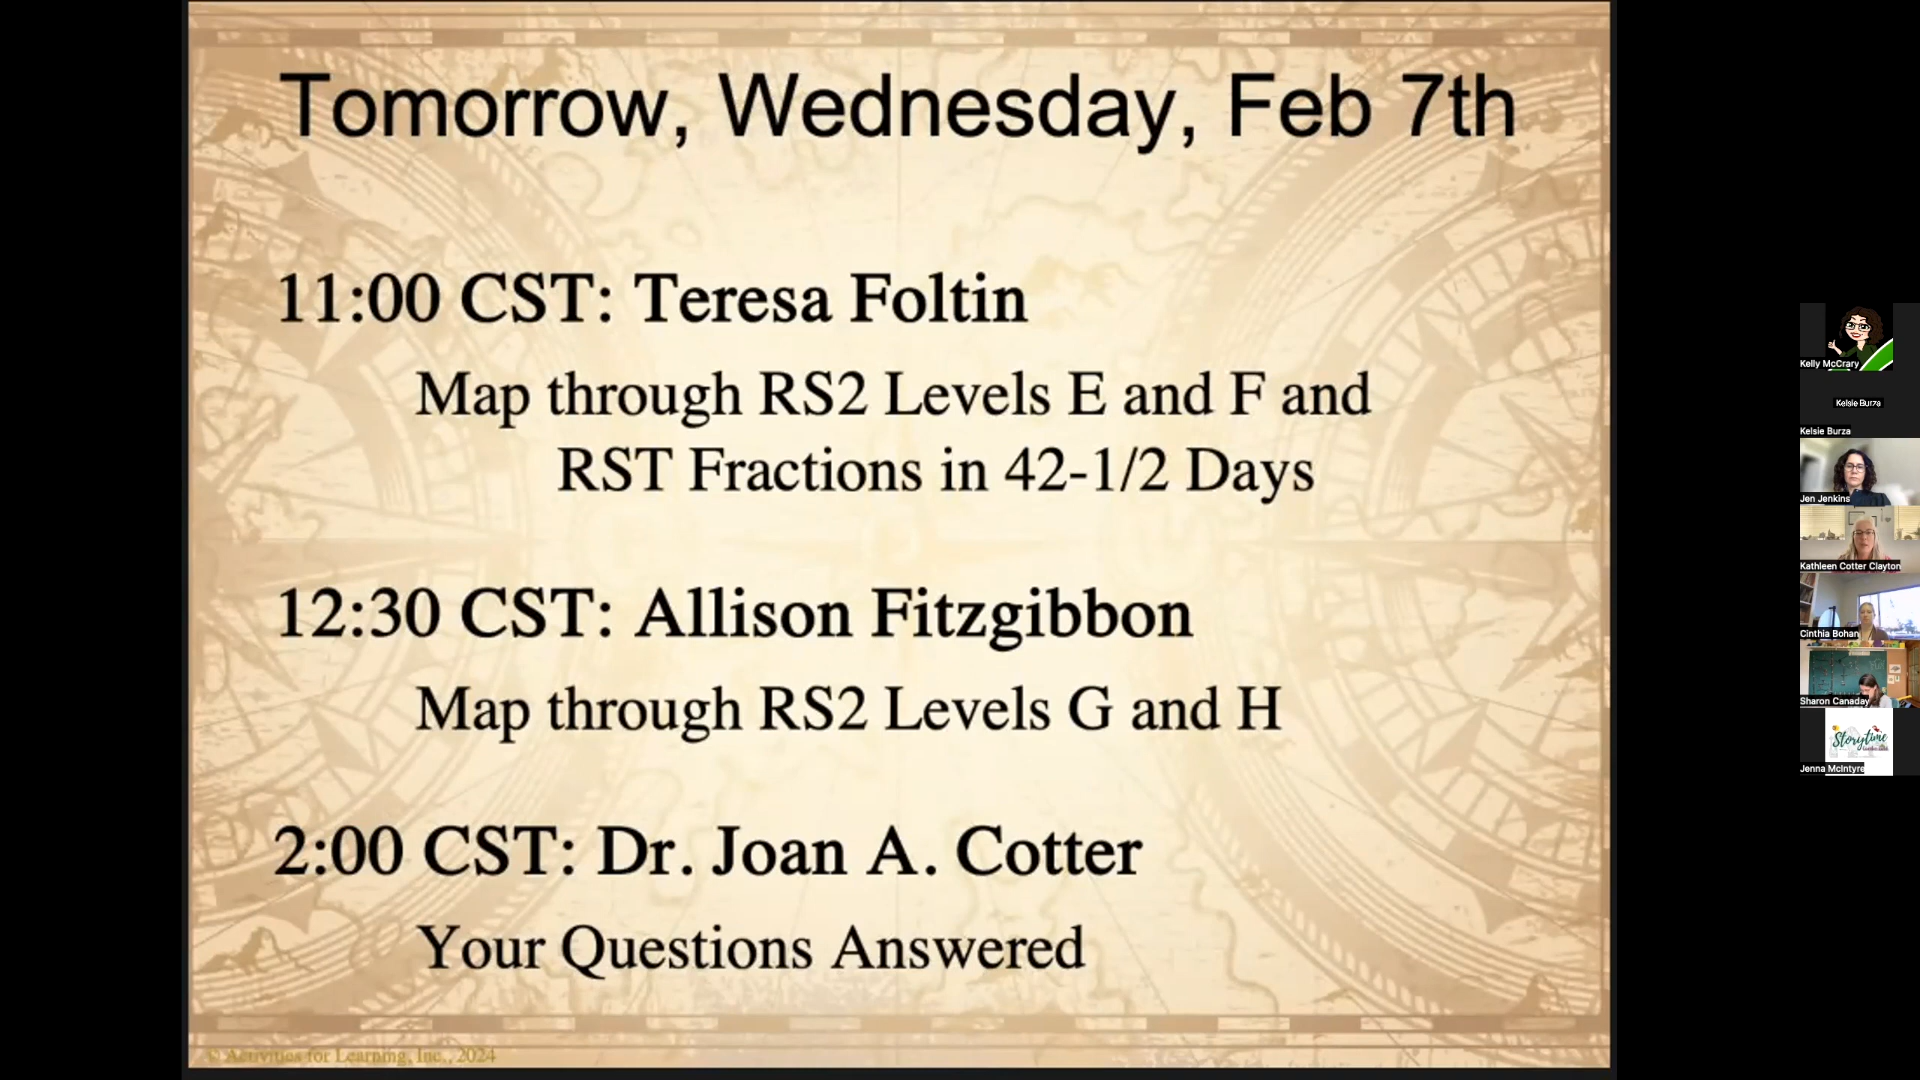 Tomorrow, Wednesday, Feb 7th
11:00 CST: Teresa Foltin
Map through RS2 Levels E and F and
RST Fractions in 42-1/2 Days
12:30 CST: Allison Fitzgibbon
Map through RS2 Levels G and H
2:00 CST: Dr. Joan A. Cotter
Your Questions Answered
© Activities for Learning, Inc., 2024
Kelly McCrary
Kelsie Burza
Kelsie Burza
Jen Jenkins
Kathleen Cotter Clayton
Cinthia Bohan
Sharon Canaday
Storytime
Jenna McIntyre